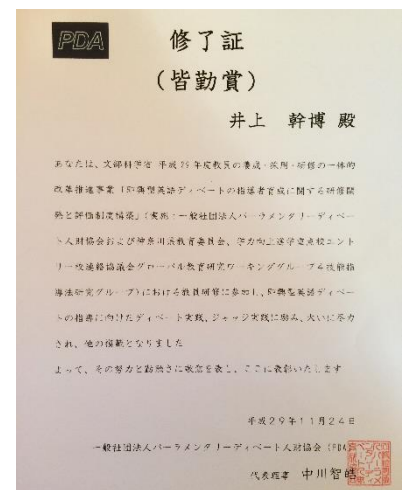 PDA
修了証
(皆勤賞)
井上 幹博 殿
あなたは、文部科学省 平成29年度教員の養成・採用・研修の一体的
改革推進事業「即興型英語ディベートの指導者育成に関する研修開
発と評価制度構築」(実施:一般社団法人パーラメンタリーディベー
ト人財協会および神奈川県教育委員会、学力向上進学重点校エント
リー校連絡協議会グローバル教育研究ワーキンググループ4技能指
導法研究グループ)における教員研修に参加し、即興型英語ディベー
トの指導に向けたディベート実践、ジャッジ実践に励み、大いに尽力
され、他の模範となりました
よって、その努力と勤勉さに敬意を表し、ここに表彰いたします
平成29年11月24日
一般社団法人パーラメンタリーディベート人財協会(PDA)
代表理事 中川智皓